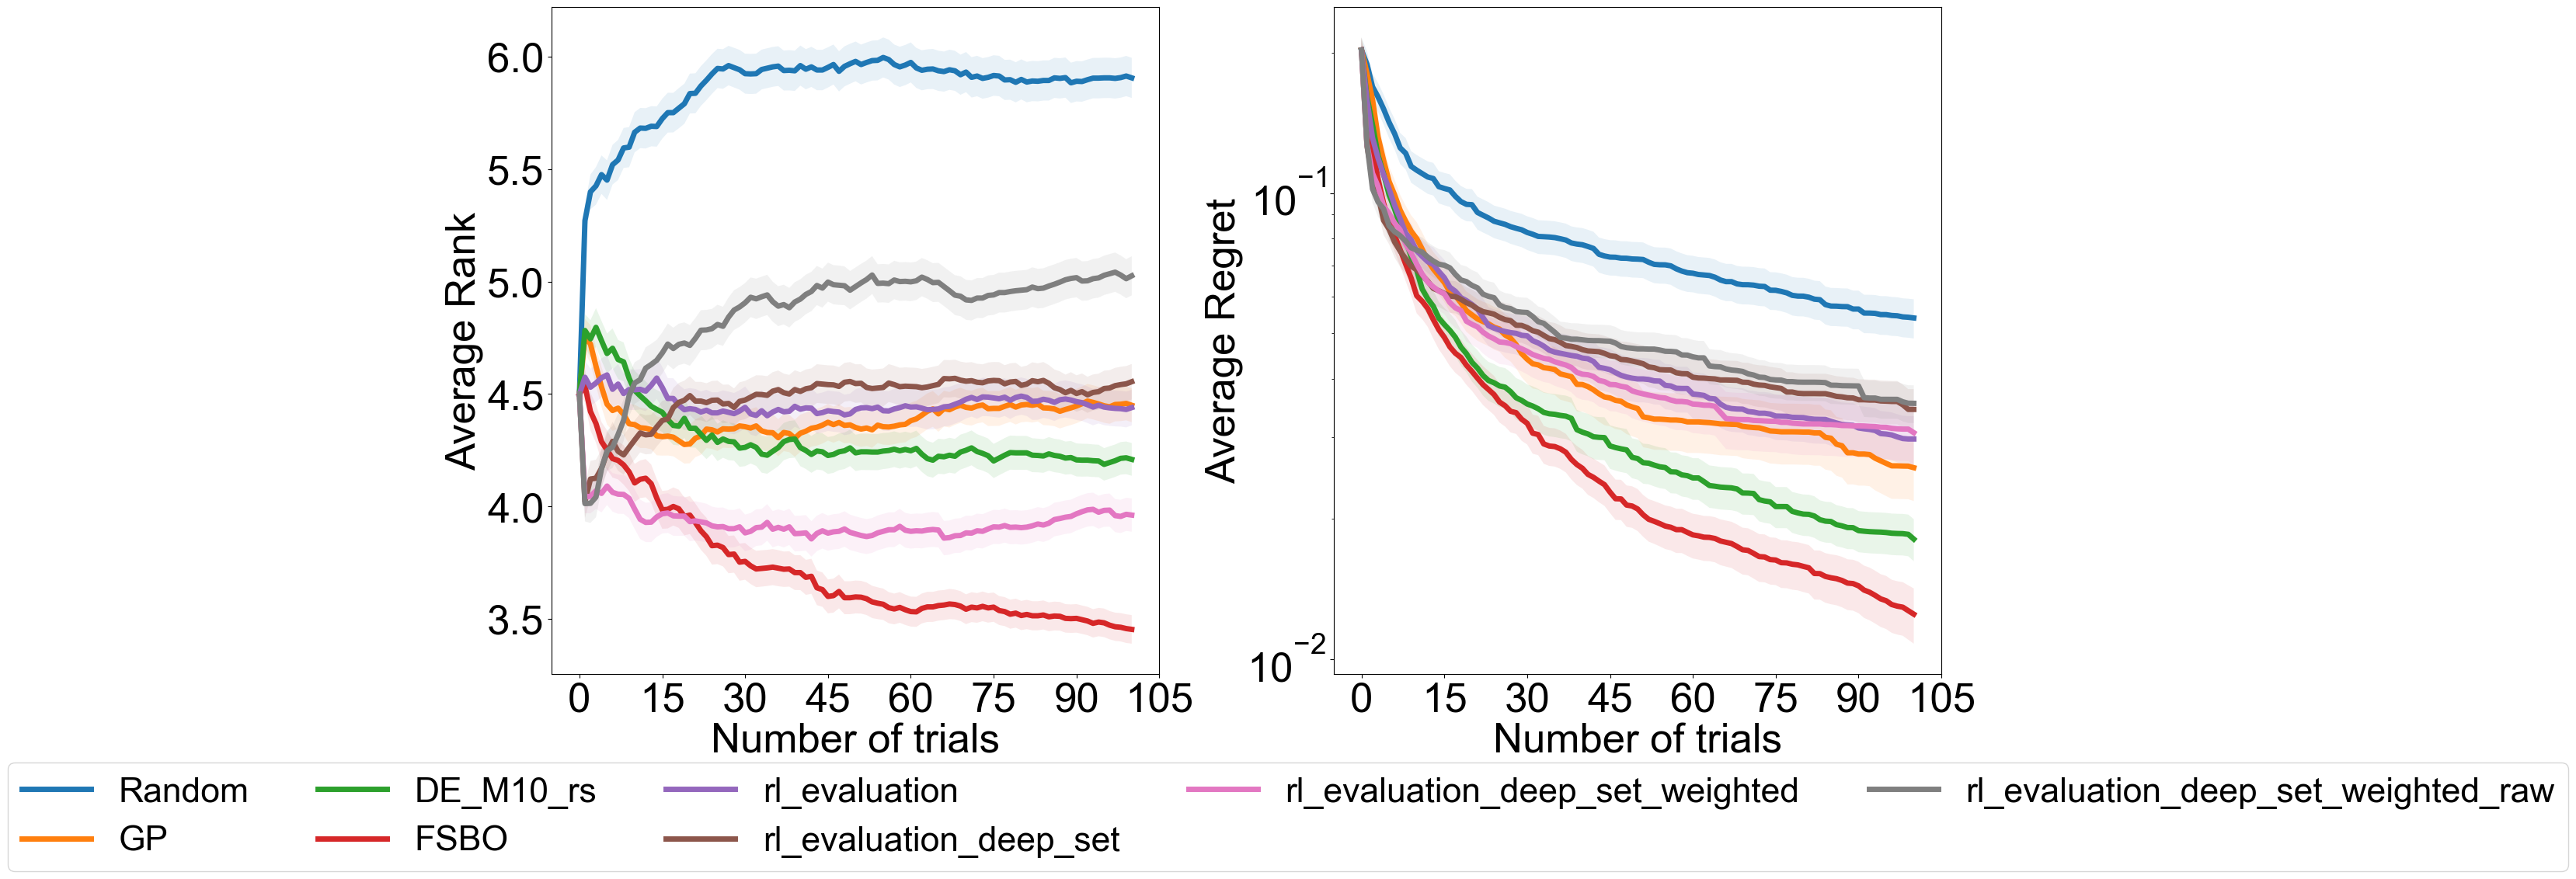 Average Rank
6.0
5.5
5.0
4.5
4.0
3.5
0 15 30 45 60 75 90 105
Number of trials
Average Regret
10⁻¹
10⁻²
0 15 30 45 60 75 90 105
Number of trials
Random DE_M10_rs rl_evaluation rl_evaluation_deep_set_weighted rl_evaluation_deep_set_weighted_raw
GP FSBO rl_evaluation_deep_set